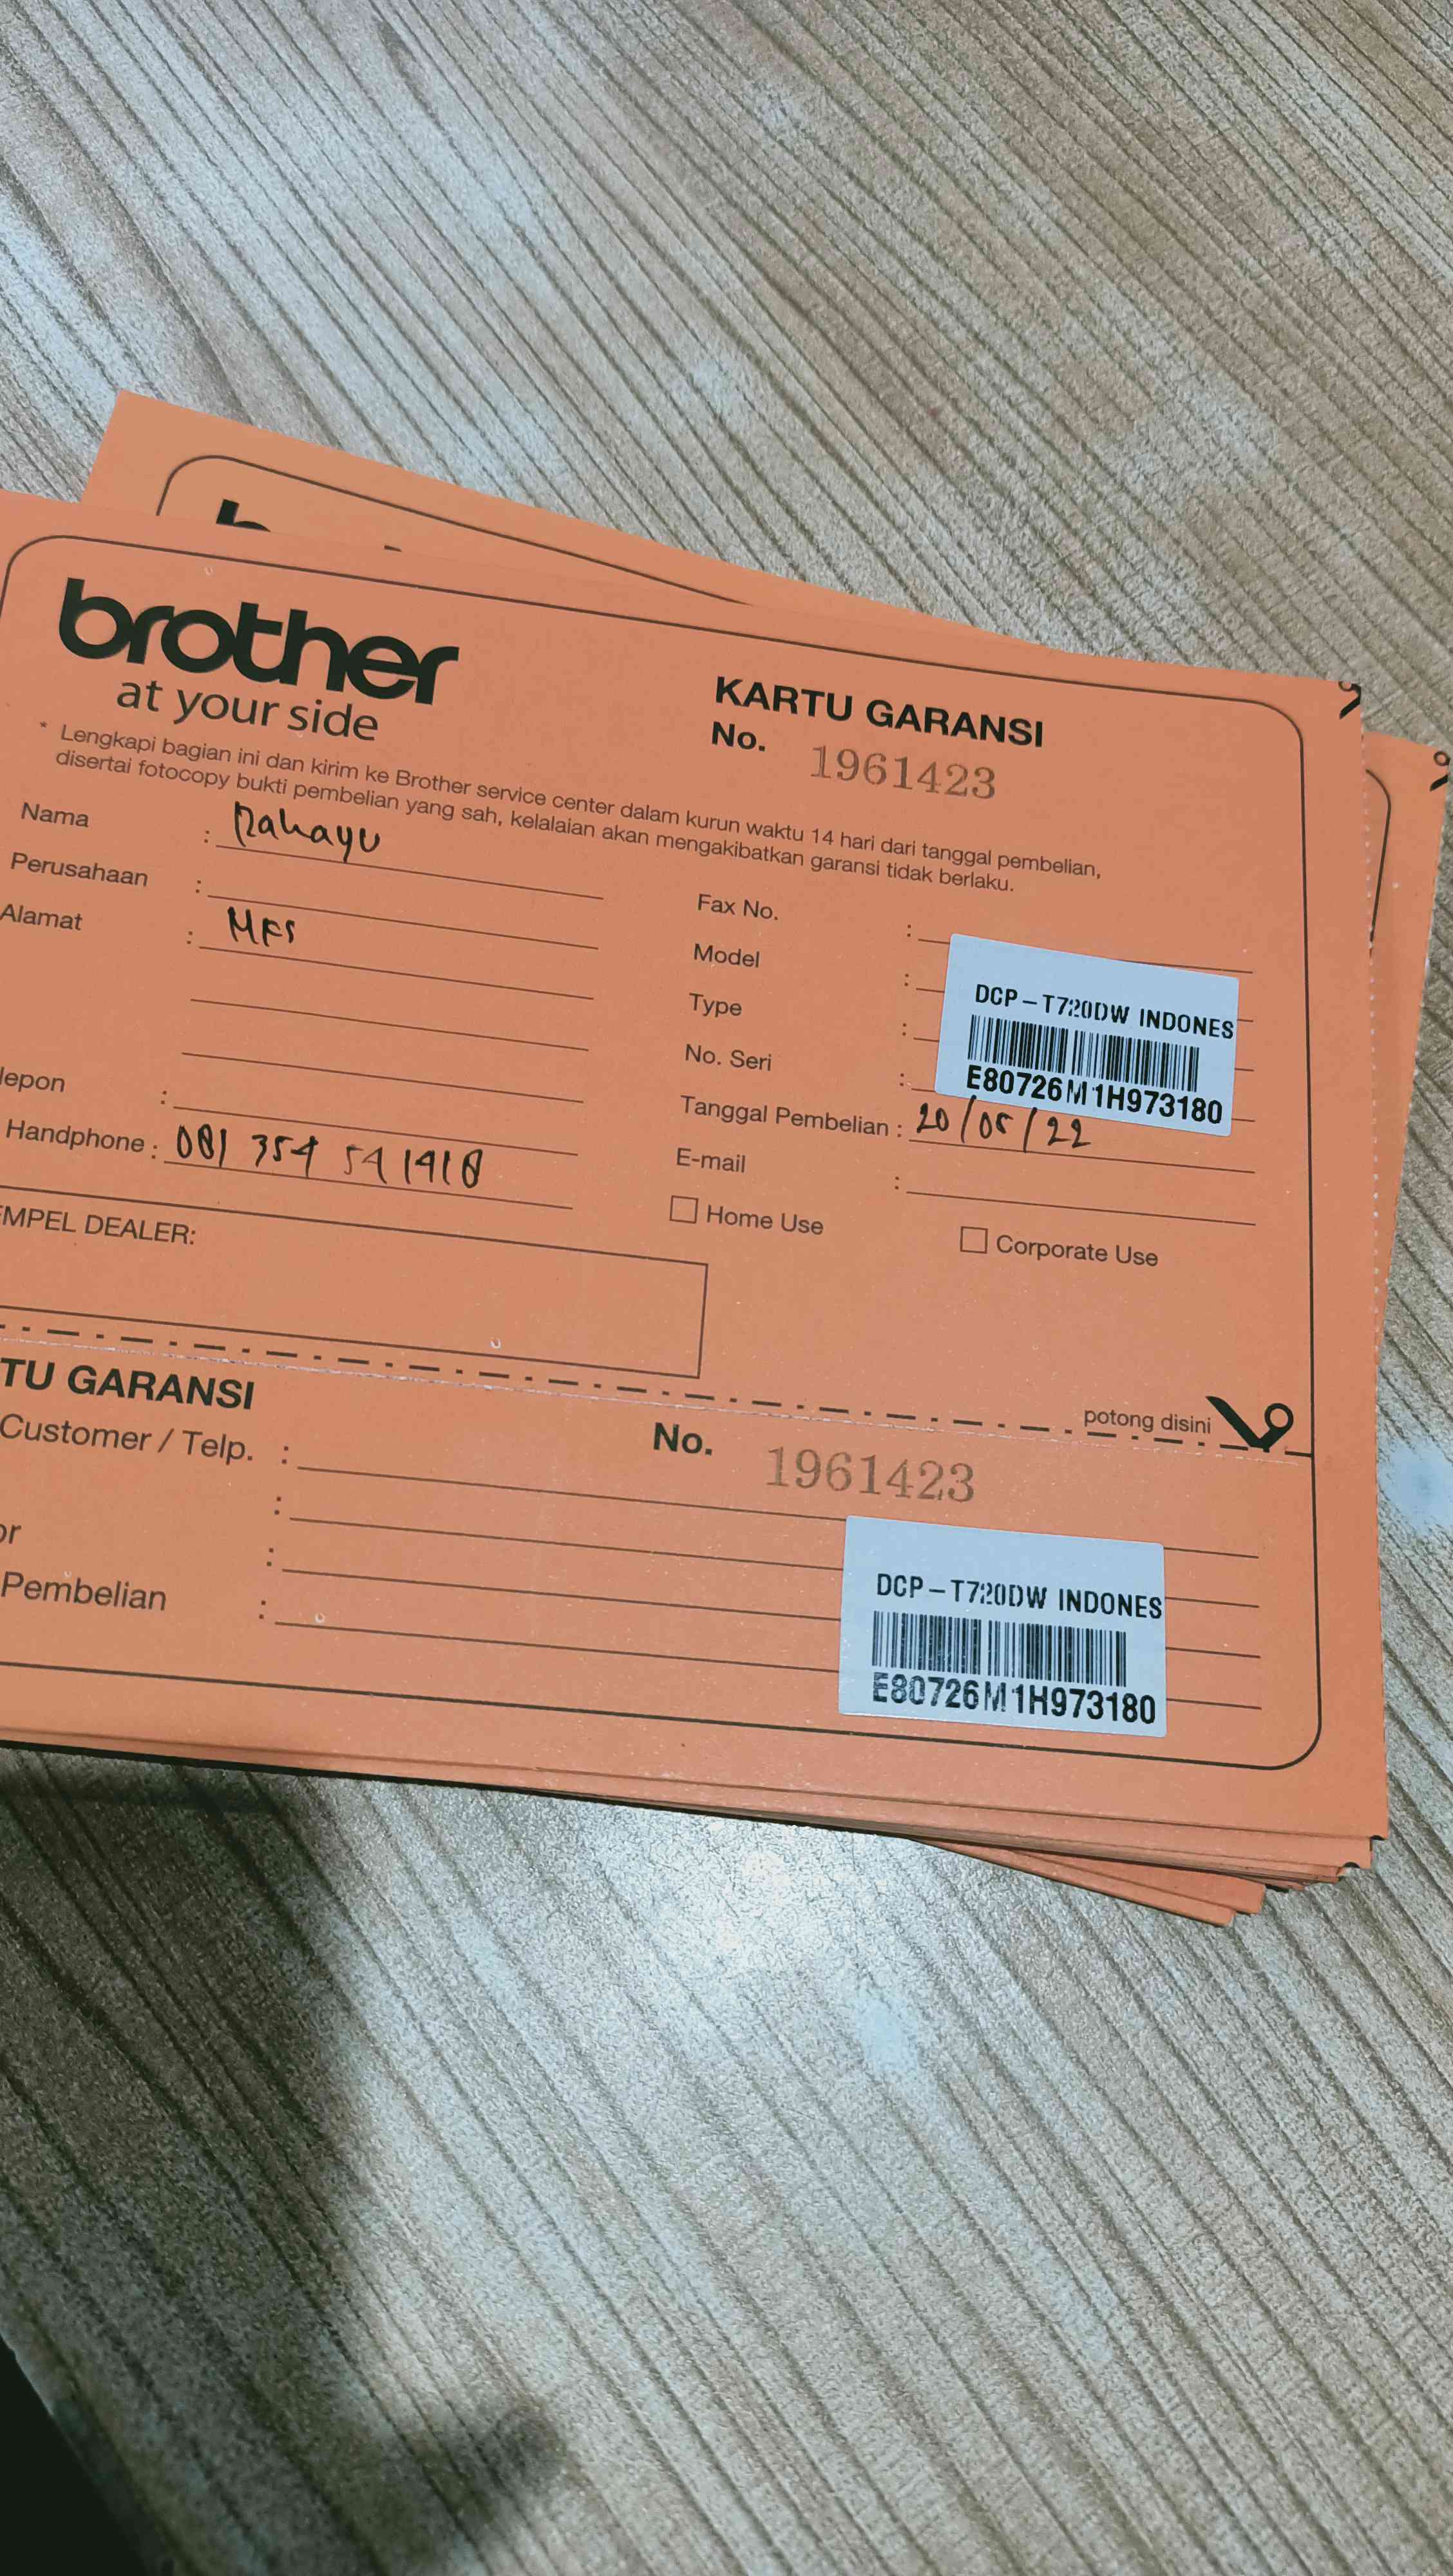 brother
at your side
KARTU GARANSI
No. 1961423
* Lengkapi bagian ini dan kirim ke Brother service center dalam kurun waktu 14 hari dari tanggal pembelian,
disertai fotocopy bukti pembelian yang sah, kelalaian akan mengakibatkan garansi tidak berlaku.
Nama : Rahayu
Perusahaan :
Alamat : MKS
lepon :
Handphone : 081 354 541418
Fax No. :
Model :
Type :
No. Seri :
DCP-T720DW INDONES
E80726M1H973180
Tanggal Pembelian : 20/05/22
E-mail :
Home Use
Corporate Use
EMPEL DEALER:
potong disini
TU GARANSI
No. 1961423
Customer / Telp. :
:
or :
Pembelian :
DCP-T720DW INDONES
E80726M1H973180